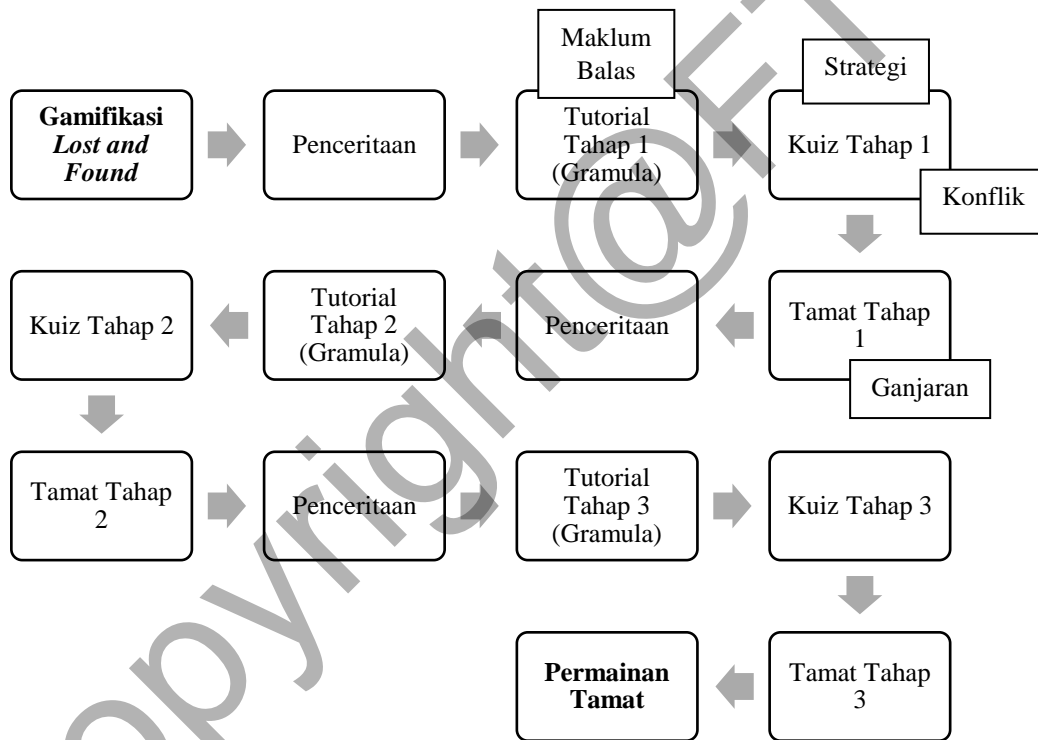 Maklum
Balas
Strategi
Gamifikasi
Lost and
Found
Penceritaan
Tutorial
Tahap 1
(Gramula)
Kuiz Tahap 1
Konflik
Kuiz Tahap 2
Tutorial
Tahap 2
(Gramula)
Penceritaan
Tamat Tahap
1
Ganjaran
Tamat Tahap
2
Penceritaan
Tutorial
Tahap 3
(Gramula)
Kuiz Tahap 3
Permainan
Tamat
Tamat Tahap
3
opyright@FT